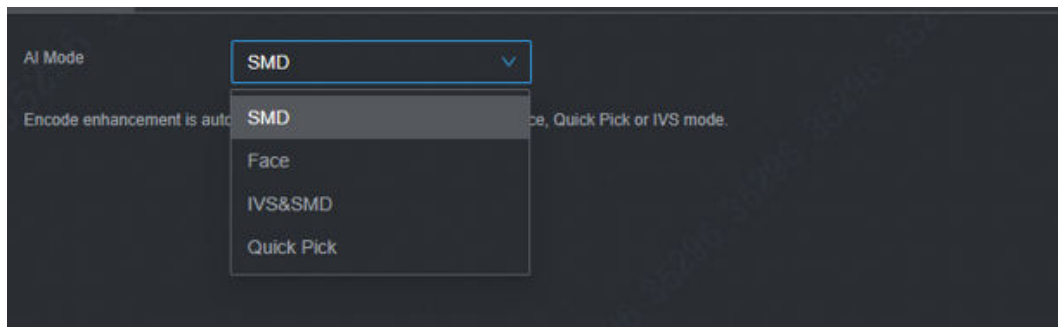 AI Mode
SMD
Encode enhancement is auto
SMD
ce, Quick Pick or IVS mode.
Face
IVS&SMD
Quick Pick